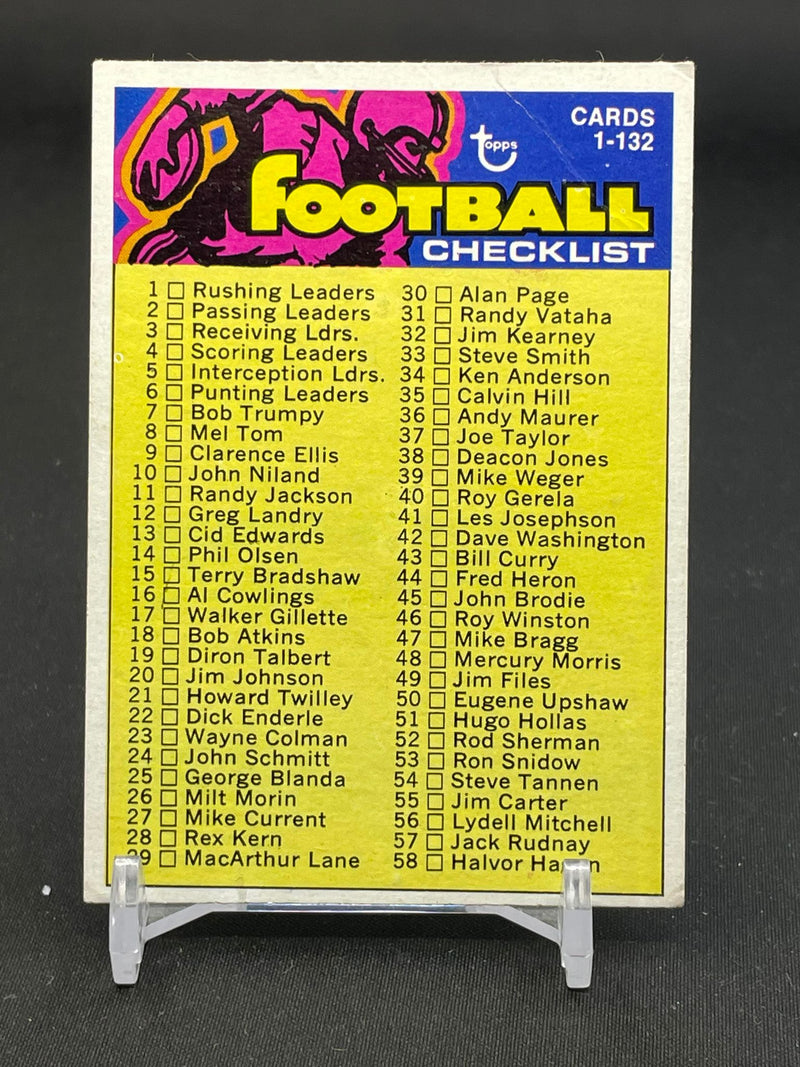 CARDS
1-132
topps
FOOTBALL
CHECKLIST
1 Rushing Leaders
2 Passing Leaders
3 Receiving Ldrs.
4 Scoring Leaders
5 Interception Ldrs.
6 Punting Leaders
7 Bob Trumpy
8 Mel Tom
9 Clarence Ellis
10 John Niland
11 Randy Jackson
12 Greg Landry
13 Cid Edwards
14 Phil Olsen
15 Terry Bradshaw
16 Al Cowlings
17 Walker Gillette
18 Bob Atkins
19 Diron Talbert
20 Jim Johnson
21 Howard Twilley
22 Dick Enderle
23 Wayne Colman
24 John Schmitt
25 George Blanda
26 Milt Morin
27 Mike Current
28 Rex Kern
29 MacArthur Lane
30 Alan Page
31 Randy Vataha
32 Jim Kearney
33 Steve Smith
34 Ken Anderson
35 Calvin Hill
36 Andy Maurer
37 Joe Taylor
38 Deacon Jones
39 Mike Weger
40 Roy Gerela
41 Les Josephson
42 Dave Washington
43 Bill Curry
44 Fred Heron
45 John Brodie
46 Roy Winston
47 Mike Bragg
48 Mercury Morris
49 Jim Files
50 Eugene Upshaw
51 Hugo Hollas
52 Rod Sherman
53 Ron Snidow
54 Steve Tannen
55 Jim Carter
56 Lydell Mitchell
57 Jack Rudnay
58 Halvor